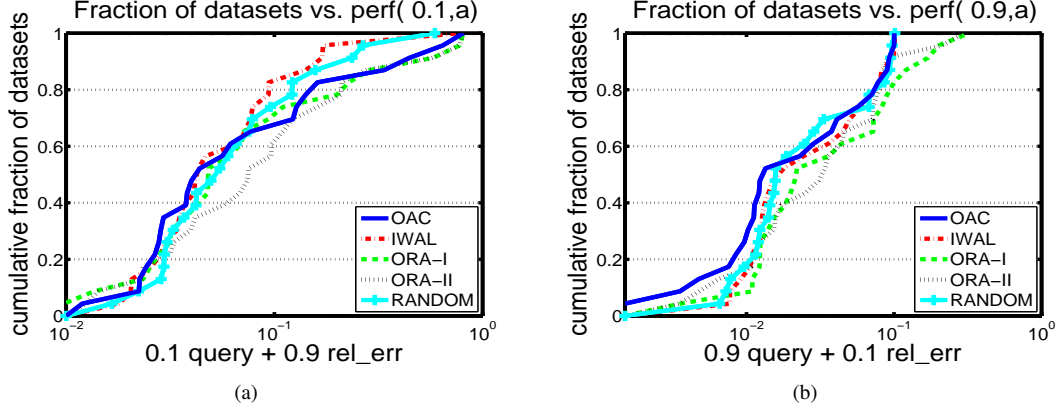 Fraction of datasets vs. perf( 0.1,a)
cumulative fraction of datasets
1
0.8
0.6
0.4
0.2
0
OAC
IWAL
ORA−I
ORA−II
RANDOM
10−2
10−1
100
0.1 query + 0.9 rel_err
(a)
Fraction of datasets vs. perf( 0.9,a)
cumulative fraction of datasets
1
0.8
0.6
0.4
0.2
0
OAC
IWAL
ORA−I
ORA−II
RANDOM
10−2
10−1
100
0.9 query + 0.1 rel_err
(b)